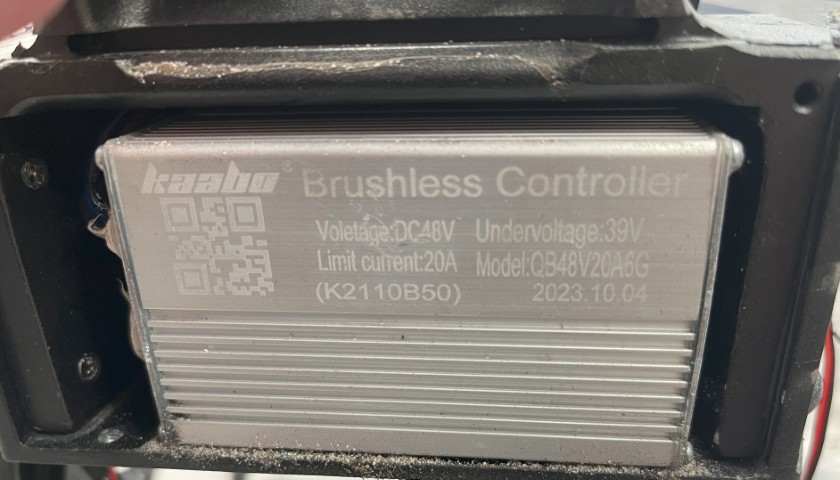 kaabo Brushless Controller
Voletage:DC48V Undervoltage:39V
Limit current:20A Model:QB48V20A6G
(K2110B50) 2023.10.04